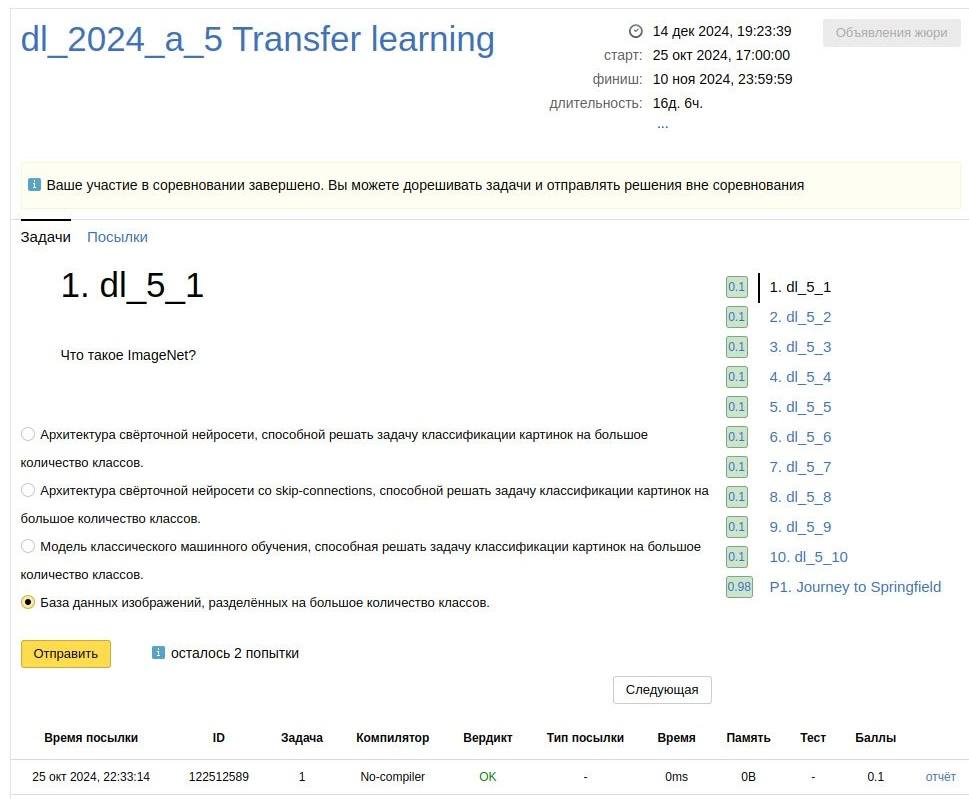 dl_2024_a_5 Transfer learning
14 дек 2024, 19:23:39
старт: 25 окт 2024, 17:00:00
финиш: 10 ноя 2024, 23:59:59
длительность: 16д. 6ч.
...
Объявления жюри
Ваше участие в соревновании завершено. Вы можете дорешивать задачи и отправлять решения вне соревнования
Задачи Посылки
1. dl_5_1
Что такое ImageNet?
Архитектура свёрточной нейросети, способной решать задачу классификации картинок на большое
количество классов.
Архитектура свёрточной нейросети со skip-connections, способной решать задачу классификации картинок на
большое количество классов.
Модель классического машинного обучения, способная решать задачу классификации картинок на большое
количество классов.
База данных изображений, разделённых на большое количество классов.
Отправить осталось 2 попытки
Следующая
0.1 1. dl_5_1
0.1 2. dl_5_2
0.1 3. dl_5_3
0.1 4. dl_5_4
0.1 5. dl_5_5
0.1 6. dl_5_6
0.1 7. dl_5_7
0.1 8. dl_5_8
0.1 9. dl_5_9
0.1 10. dl_5_10
0.98 P1. Journey to Springfield
Время посылки ID Задача Компилятор Вердикт Тип посылки Время Память Тест Баллы
25 окт 2024, 22:33:14 122512589 1 No-compiler OK - 0ms 0B - 0.1 отчёт